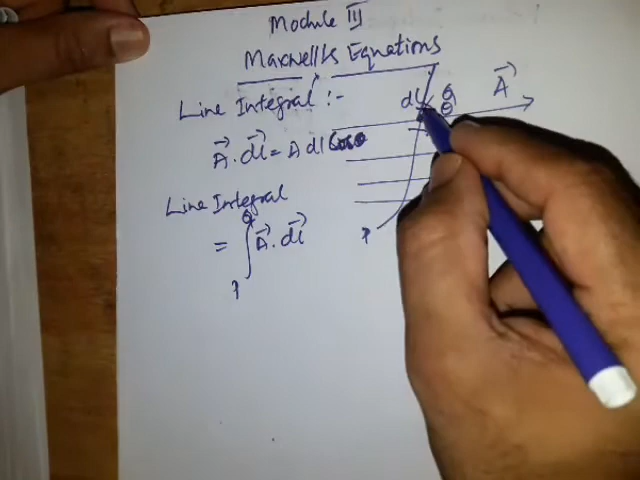 Module III
Maxwell's Equations
Line Integral :-
A⃗ . dl⃗ = A dl Cosθ
Line Integral
= ∫ A⃗ . dl⃗
Q
P
dl
θ
A⃗
P